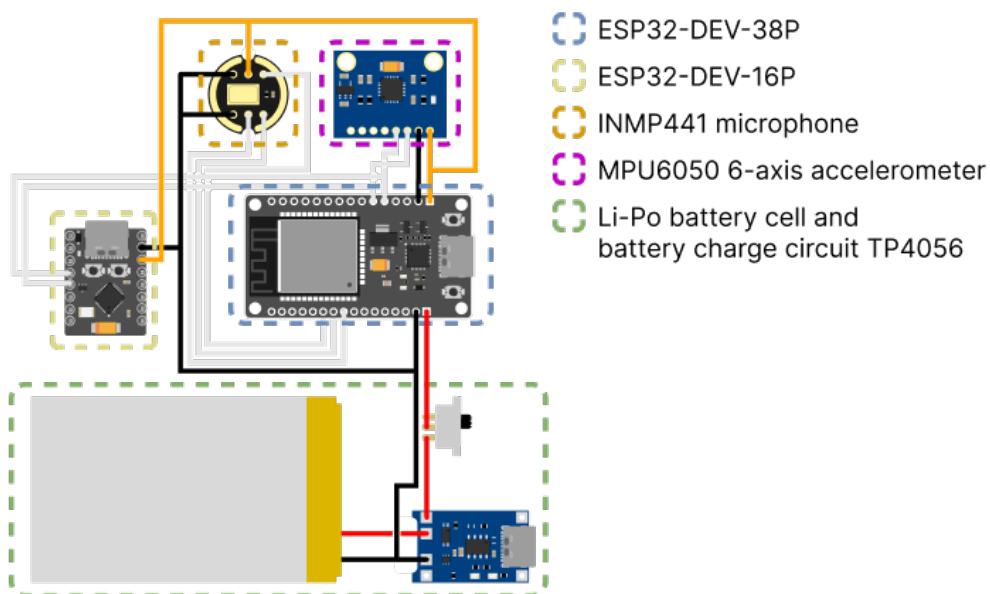 ESP32-DEV-38P
ESP32-DEV-16P
INMP441 microphone
MPU6050 6-axis accelerometer
Li-Po battery cell and
battery charge circuit TP4056